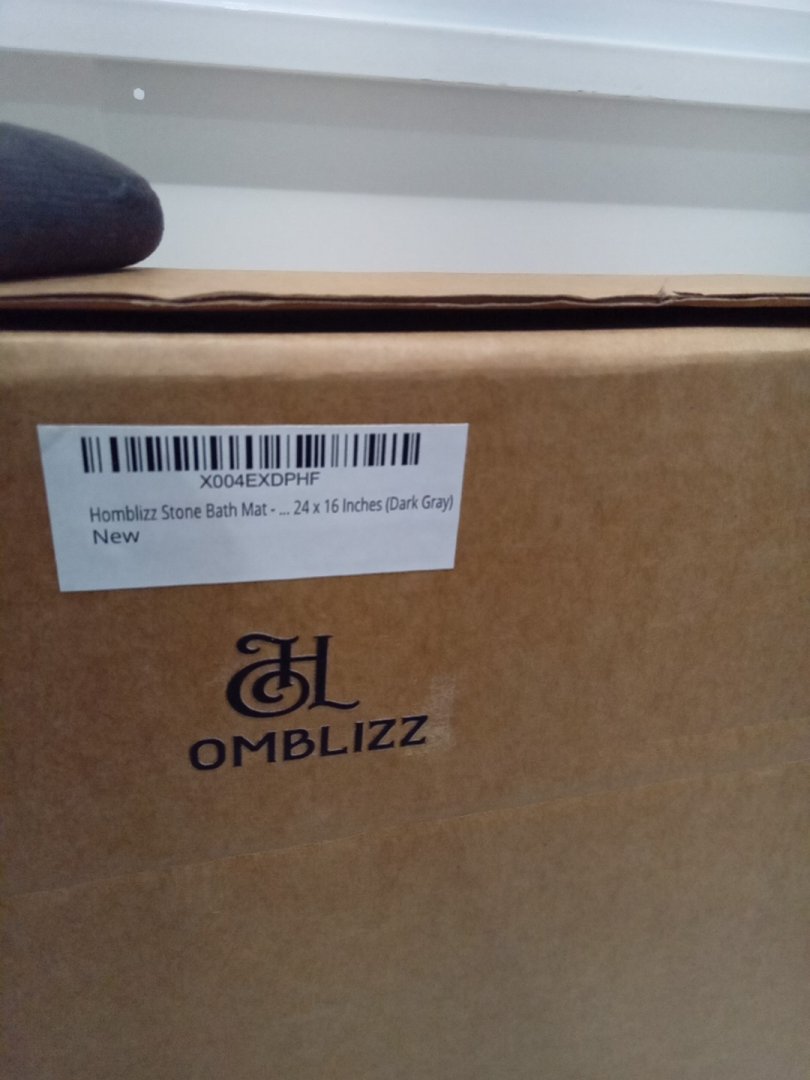 X004EXDPHF
Homblizz Stone Bath Mat - ... 24 x 16 Inches (Dark Gray)
New
HL
OMBLIZZ